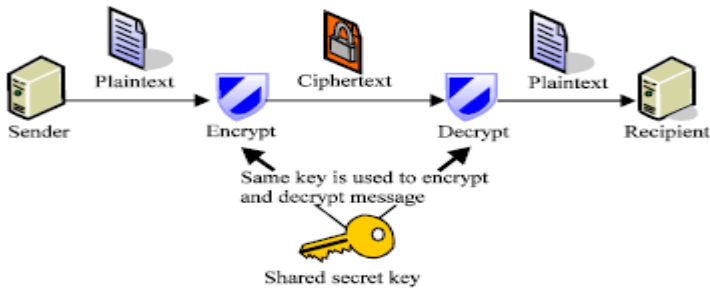 Plaintext
Ciphertext
Plaintext
Sender
Encrypt
Decrypt
Recipient
Same key is used to encrypt
and decrypt message
Shared secret key